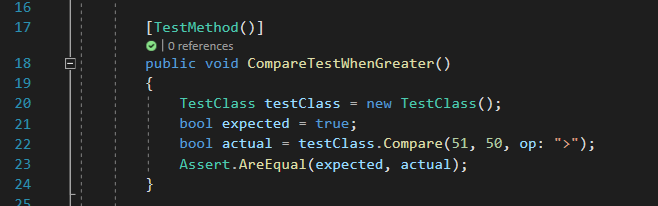 16
17 [TestMethod()]
| 0 references
18 public void CompareTestWhenGreater()
19 {
20 TestClass testClass = new TestClass();
21 bool expected = true;
22 bool actual = testClass.Compare(51, 50, op: ">");
23 Assert.AreEqual(expected, actual);
24 }
25